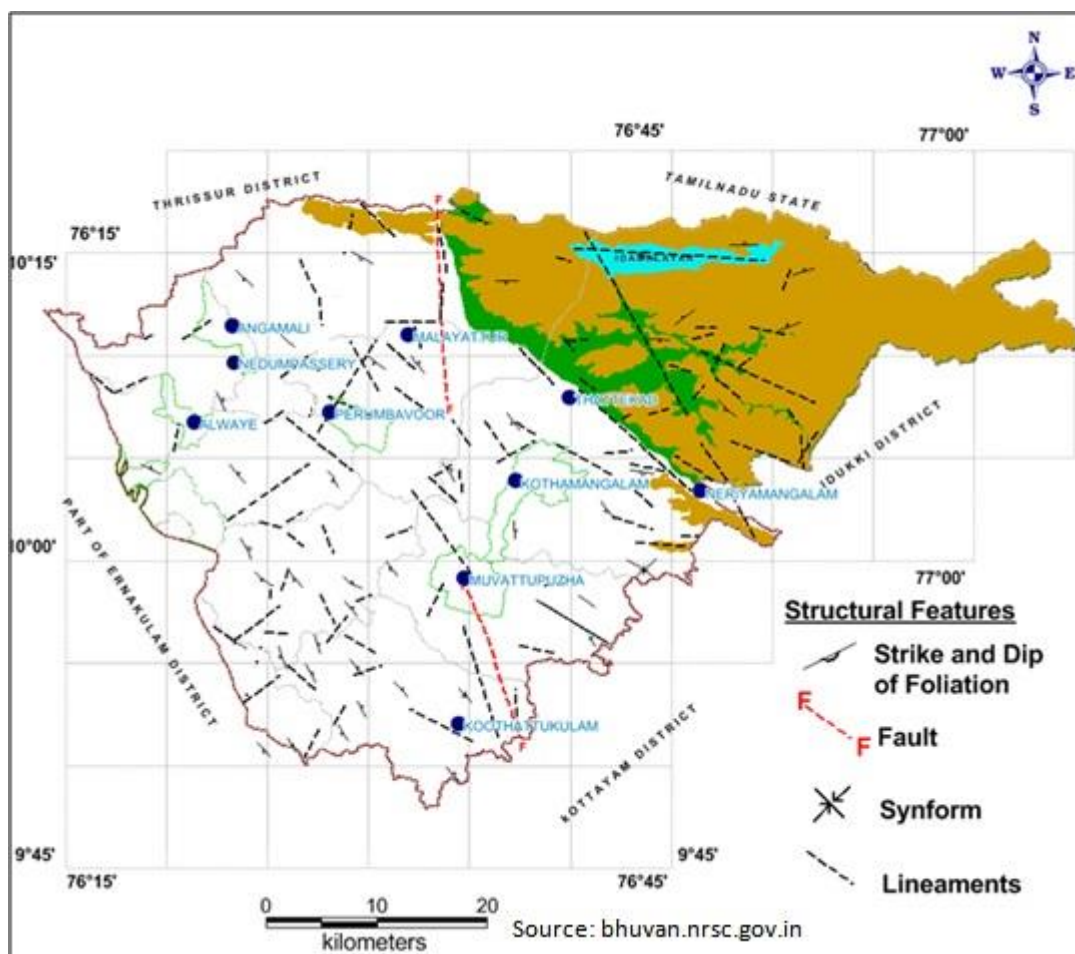 N
W E
S
76°45' 77°00'
THRISSUR DISTRICT
TAMILNADU STATE
76°15'
10°15'
F
ANGAMALI
MALAYATTUR
NEDUMPASSERY
THATTEKAD
F
PERUMBAVOOR
ALWAYE
IDUKKI DISTRICT
KOTHAMANGALAM
NERIYAMANGALAM
PART OF ERNAKULAM DISTRICT
10°00'
77°00'
MUVATTUPUZHA
Structural Features
Strike and Dip
of Foliation
F
F
Fault
KOOTHATTUKULAM
F
kOTTAYAM DISTRICT
Synform
9°45' 9°45'
76°15' 76°45'
Lineaments
0 10 20
kilometers
Source: bhuvan.nrsc.gov.in